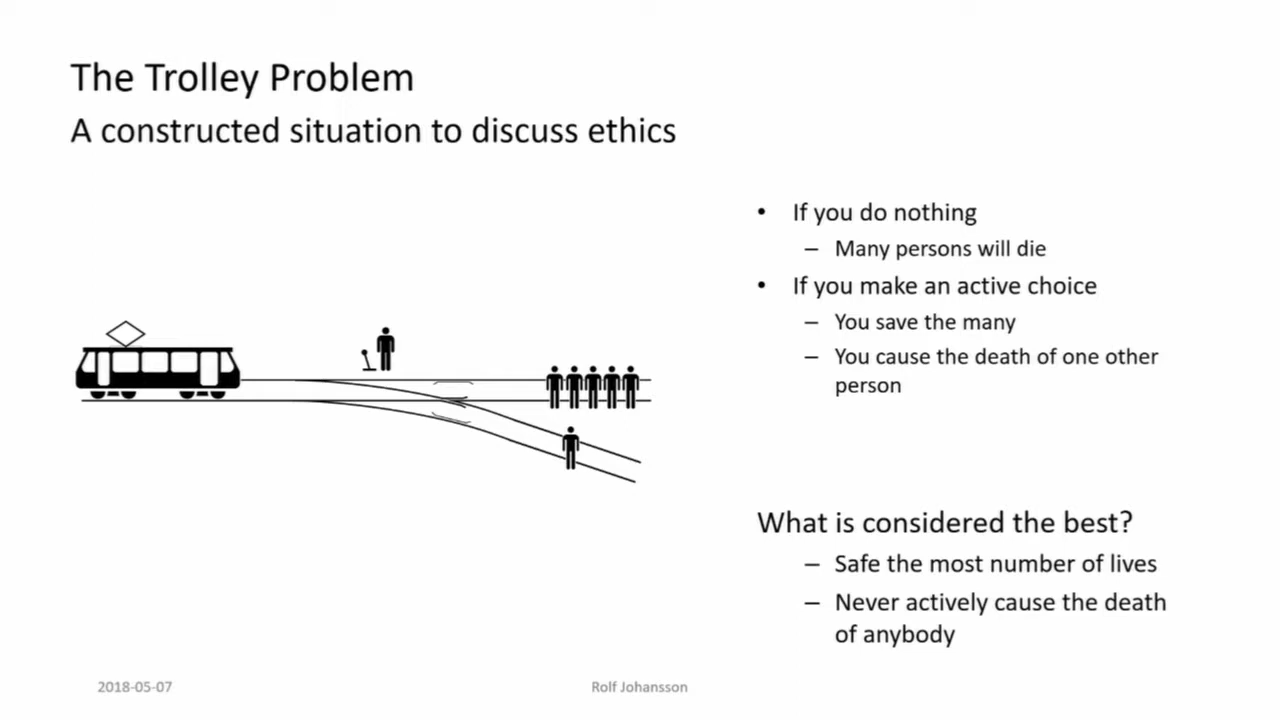 The Trolley Problem
A constructed situation to discuss ethics
• If you do nothing
– Many persons will die
• If you make an active choice
– You save the many
– You cause the death of one other
person
What is considered the best?
– Safe the most number of lives
– Never actively cause the death
of anybody
2018-05-07
Rolf Johansson